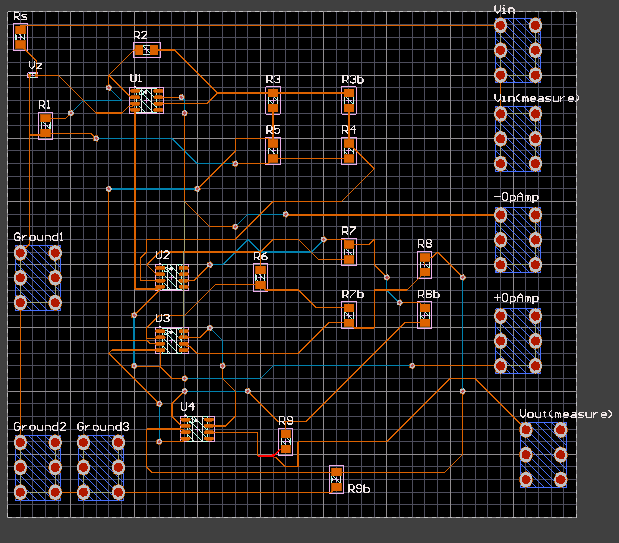 Vin
Rs
R2
Vz
U1
R3
R3b
Vin(measure)
R1
R5
R4
-OpAmp
Ground1
R7
R8
U2
R6
R7b
R8b
+OpAmp
U3
U4
Vout(measure)
Ground2
Ground3
R9
R9b